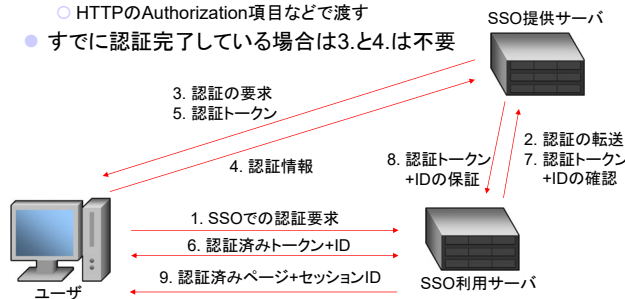 HTTPのAuthorization項目などで渡す
すでに認証完了している場合は3.と4.は不要
SSO提供サーバ
3. 認証の要求
5. 認証トークン
4. 認証情報
2. 認証の転送
7. 認証トークン
+IDの確認
8. 認証トークン
+IDの保証
1. SSOでの認証要求
6. 認証済みトークン+ID
9. 認証済みページ+セッションID
ユーザ
SSO利用サーバ